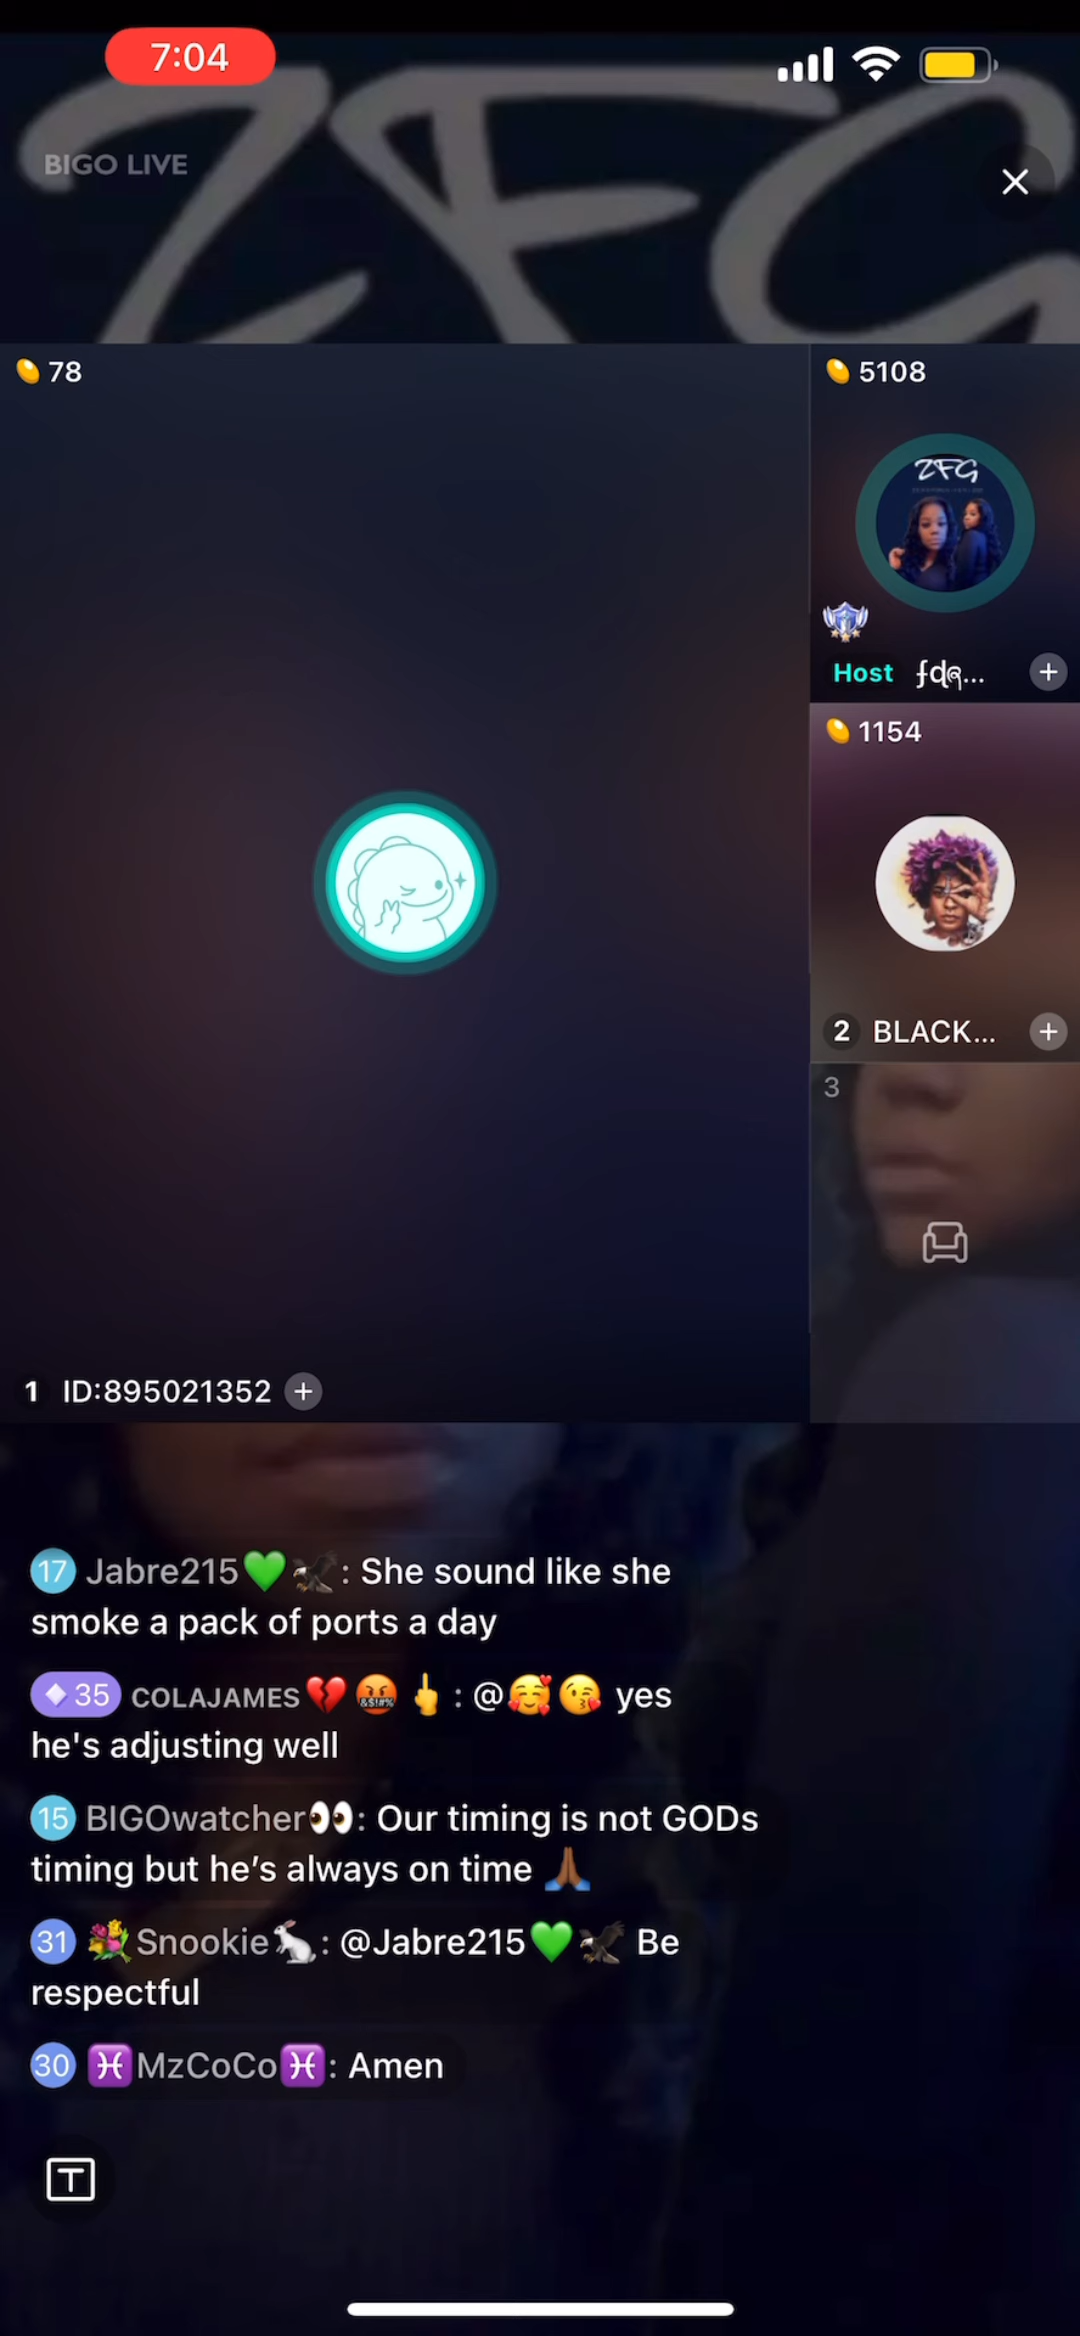 7:04
ZFG
BIGO LIVE
78
5108
ZFG
Host
1154
2 BLACK...
3
1 ID:895021352
17 Jabre215💚🦅: She sound like she
smoke a pack of ports a day
35 COLAJAMES💔🤬🖕: @🥰😘 yes
he's adjusting well
15 BIGOwatcher👀: Our timing is not GODs
timing but he’s always on time 🙏🏾
31 💐Snookie🐇: @Jabre215💚🦅 Be
respectful
30 ♓MzCoCo♓: Amen
T